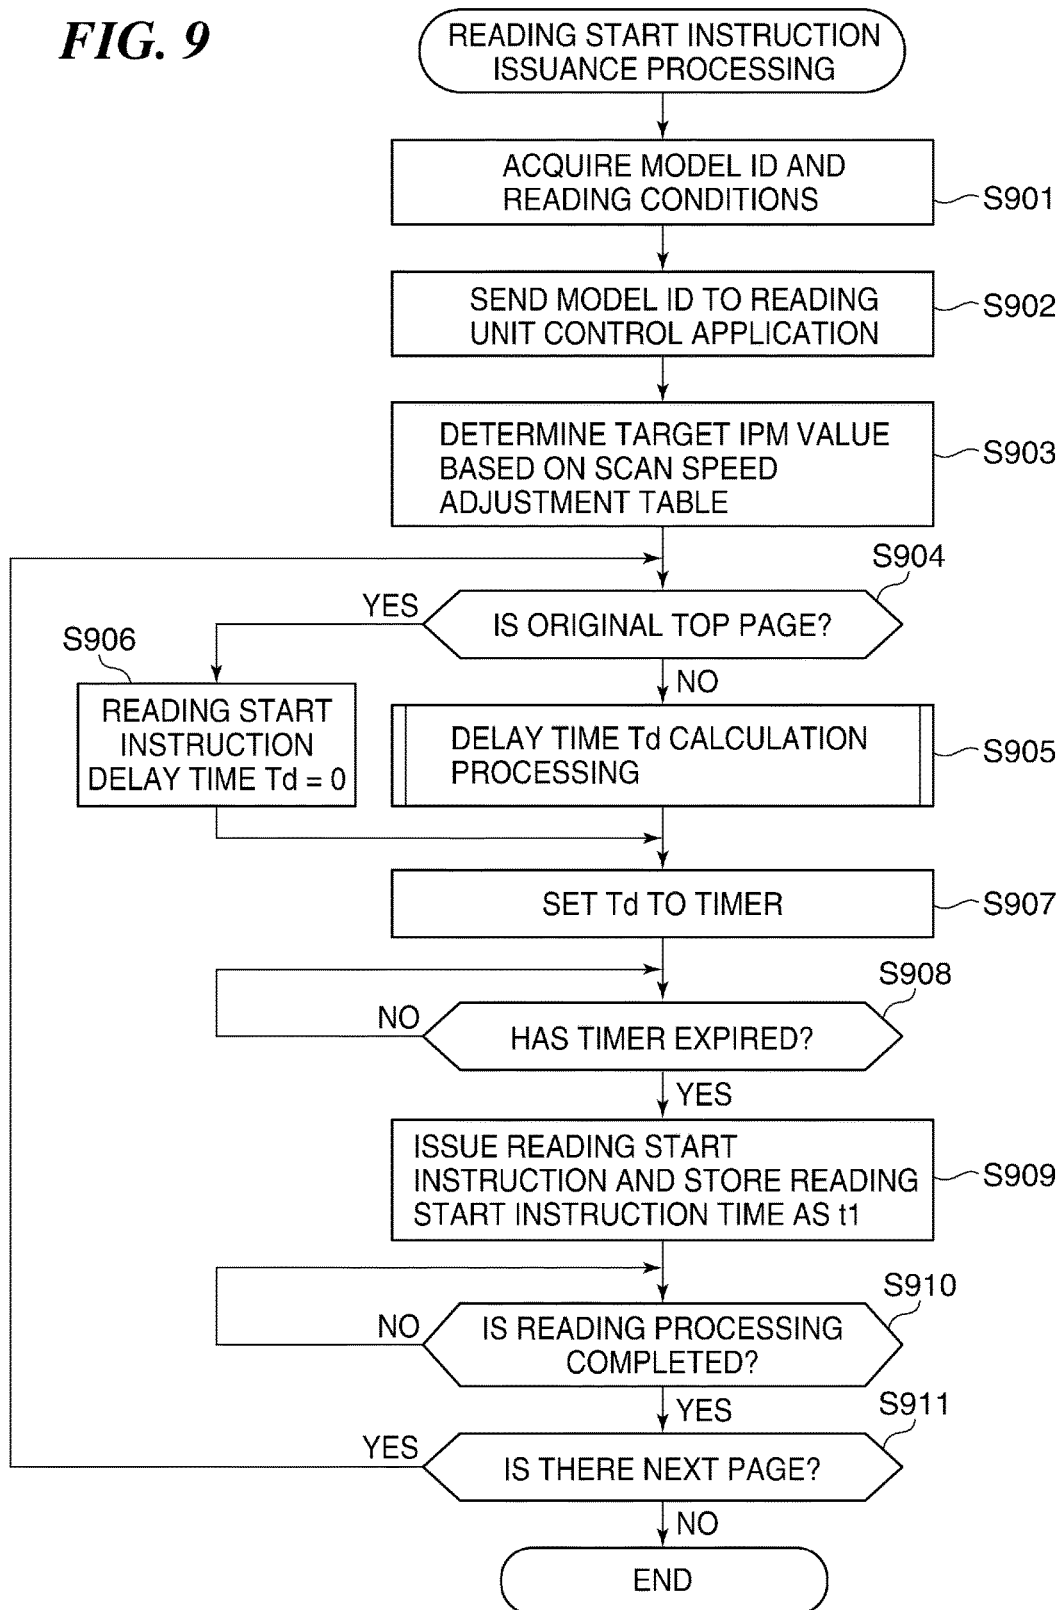 FIG. 9
READING START INSTRUCTION
ISSUANCE PROCESSING
ACQUIRE MODEL ID AND
READING CONDITIONS
S901
SEND MODEL ID TO READING
UNIT CONTROL APPLICATION
S902
DETERMINE TARGET IPM VALUE
BASED ON SCAN SPEED
ADJUSTMENT TABLE
S903
S904
YES
IS ORIGINAL TOP PAGE?
S906
NO
READING START
INSTRUCTION
DELAY TIME Td = 0
DELAY TIME Td CALCULATION
PROCESSING
S905
SET Td TO TIMER
S907
S908
NO
HAS TIMER EXPIRED?
YES
ISSUE READING START
INSTRUCTION AND STORE READING
START INSTRUCTION TIME AS t1
S909
S910
NO
IS READING PROCESSING
COMPLETED?
YES
S911
YES
IS THERE NEXT PAGE?
NO
END